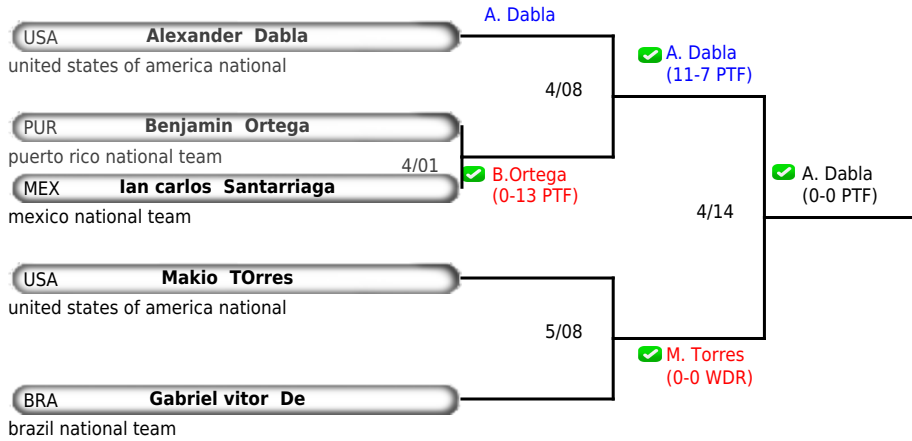 A. Dabla
USA Alexander Dabla
united states of america national
A. Dabla
(11-7 PTF)
4/08
PUR Benjamin Ortega
puerto rico national team
4/01
B.Ortega
(0-13 PTF)
MEX Ian carlos Santarriaga
mexico national team
A. Dabla
(0-0 PTF)
4/14
USA Makio TOrres
united states of america national
5/08
M. Torres
(0-0 WDR)
BRA Gabriel vitor De
brazil national team